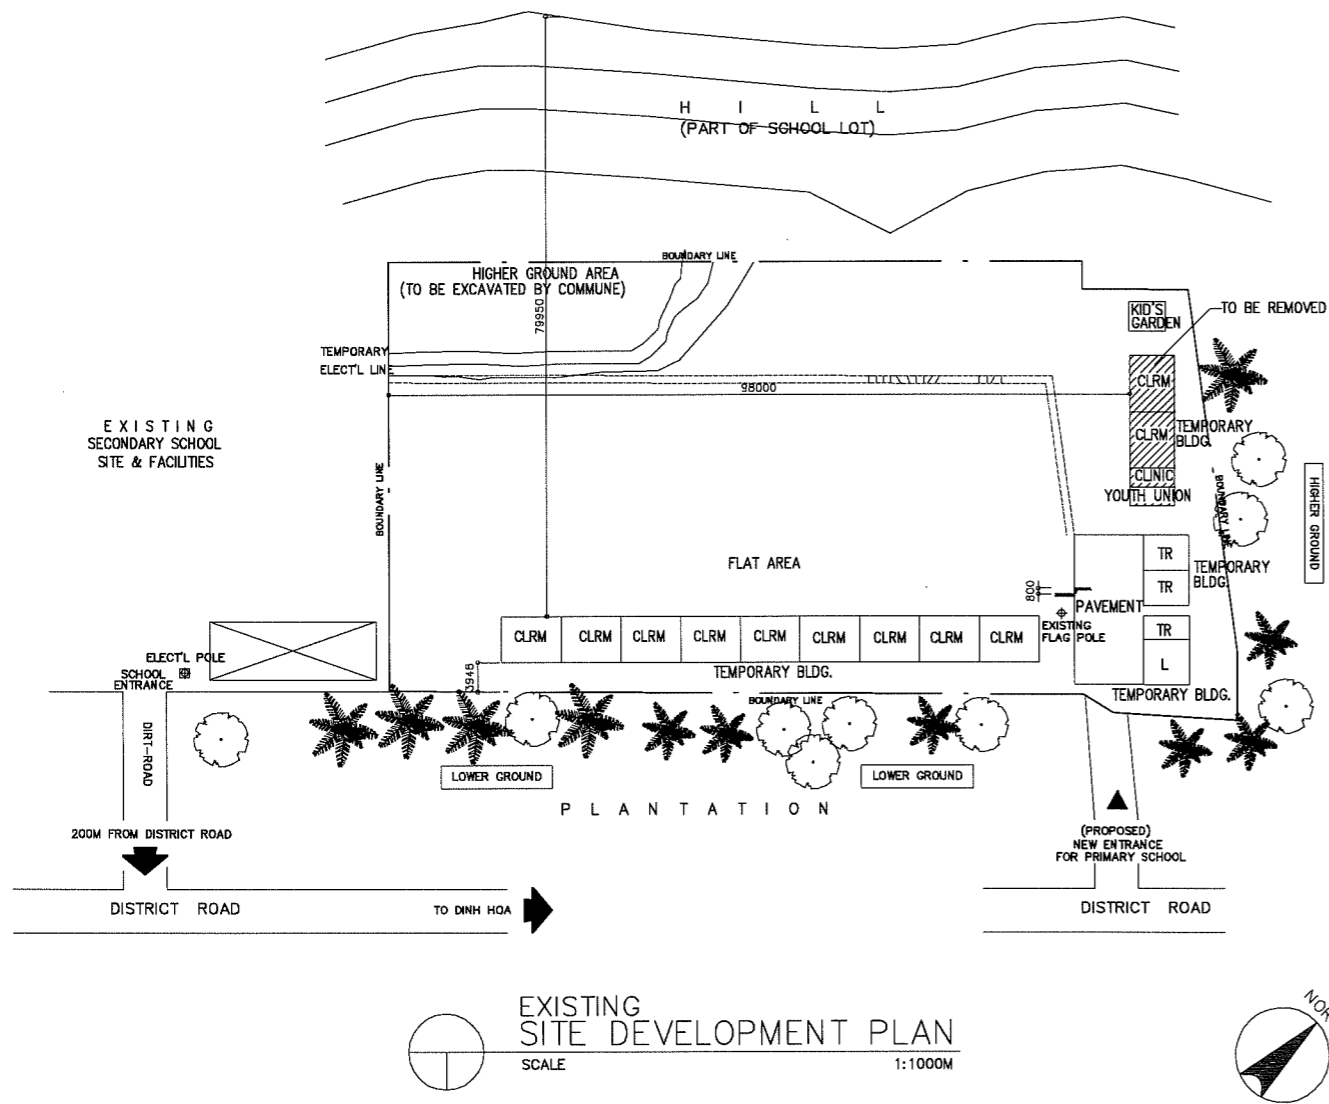 H I L L
(PART OF SCHOOL LOT)
BOUNDARY LINE
HIGHER GROUND AREA
(TO BE EXCAVATED BY COMMUNE)
79950
KID'S
GARDEN
TO BE REMOVED
TEMPORARY
ELECT'L LINE
98000
CLRM
CLRM
TEMPORARY
BLDG.
CLINIC
YOUTH UNION
EXISTING
SECONDARY SCHOOL
SITE & FACILITIES
BOUNDARY LINE
BOUNDARY LINE
HIGHER GROUND
FLAT AREA
TR
TR
TEMPORARY
BLDG.
800
PAVEMENT
EXISTING
FLAG POLE
CLRM CLRM CLRM CLRM CLRM CLRM CLRM CLRM CLRM
TR
L
ELECT'L POLE
SCHOOL
ENTRANCE
3948
TEMPORARY BLDG.
TEMPORARY BLDG.
BOUNDARY LINE
DIRT-ROAD
LOWER GROUND
LOWER GROUND
P L A N T A T I O N
200M FROM DISTRICT ROAD
(PROPOSED)
NEW ENTRANCE
FOR PRIMARY SCHOOL
DISTRICT ROAD
TO DINH HOA
DISTRICT ROAD
EXISTING
SITE DEVELOPMENT PLAN
SCALE 1:1000M
NOR